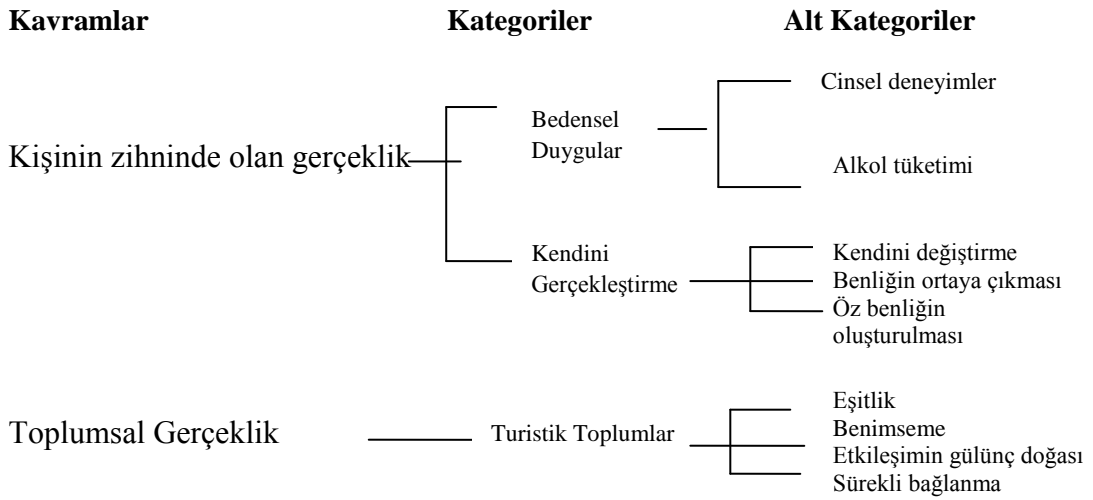 Kavramlar Kategoriler Alt Kategoriler
Cinsel deneyimler
Bedensel
Duygular
Kişinin zihninde olan gerçeklik
Alkol tüketimi
Kendini
Gerçekleştirme
Kendini değiştirme
Benliğin ortaya çıkması
Öz benliğin
oluşturulması
Toplumsal Gerçeklik
Turistik Toplumlar
Eşitlik
Benimseme
Etkileşimin gülünç doğası
Sürekli bağlanma